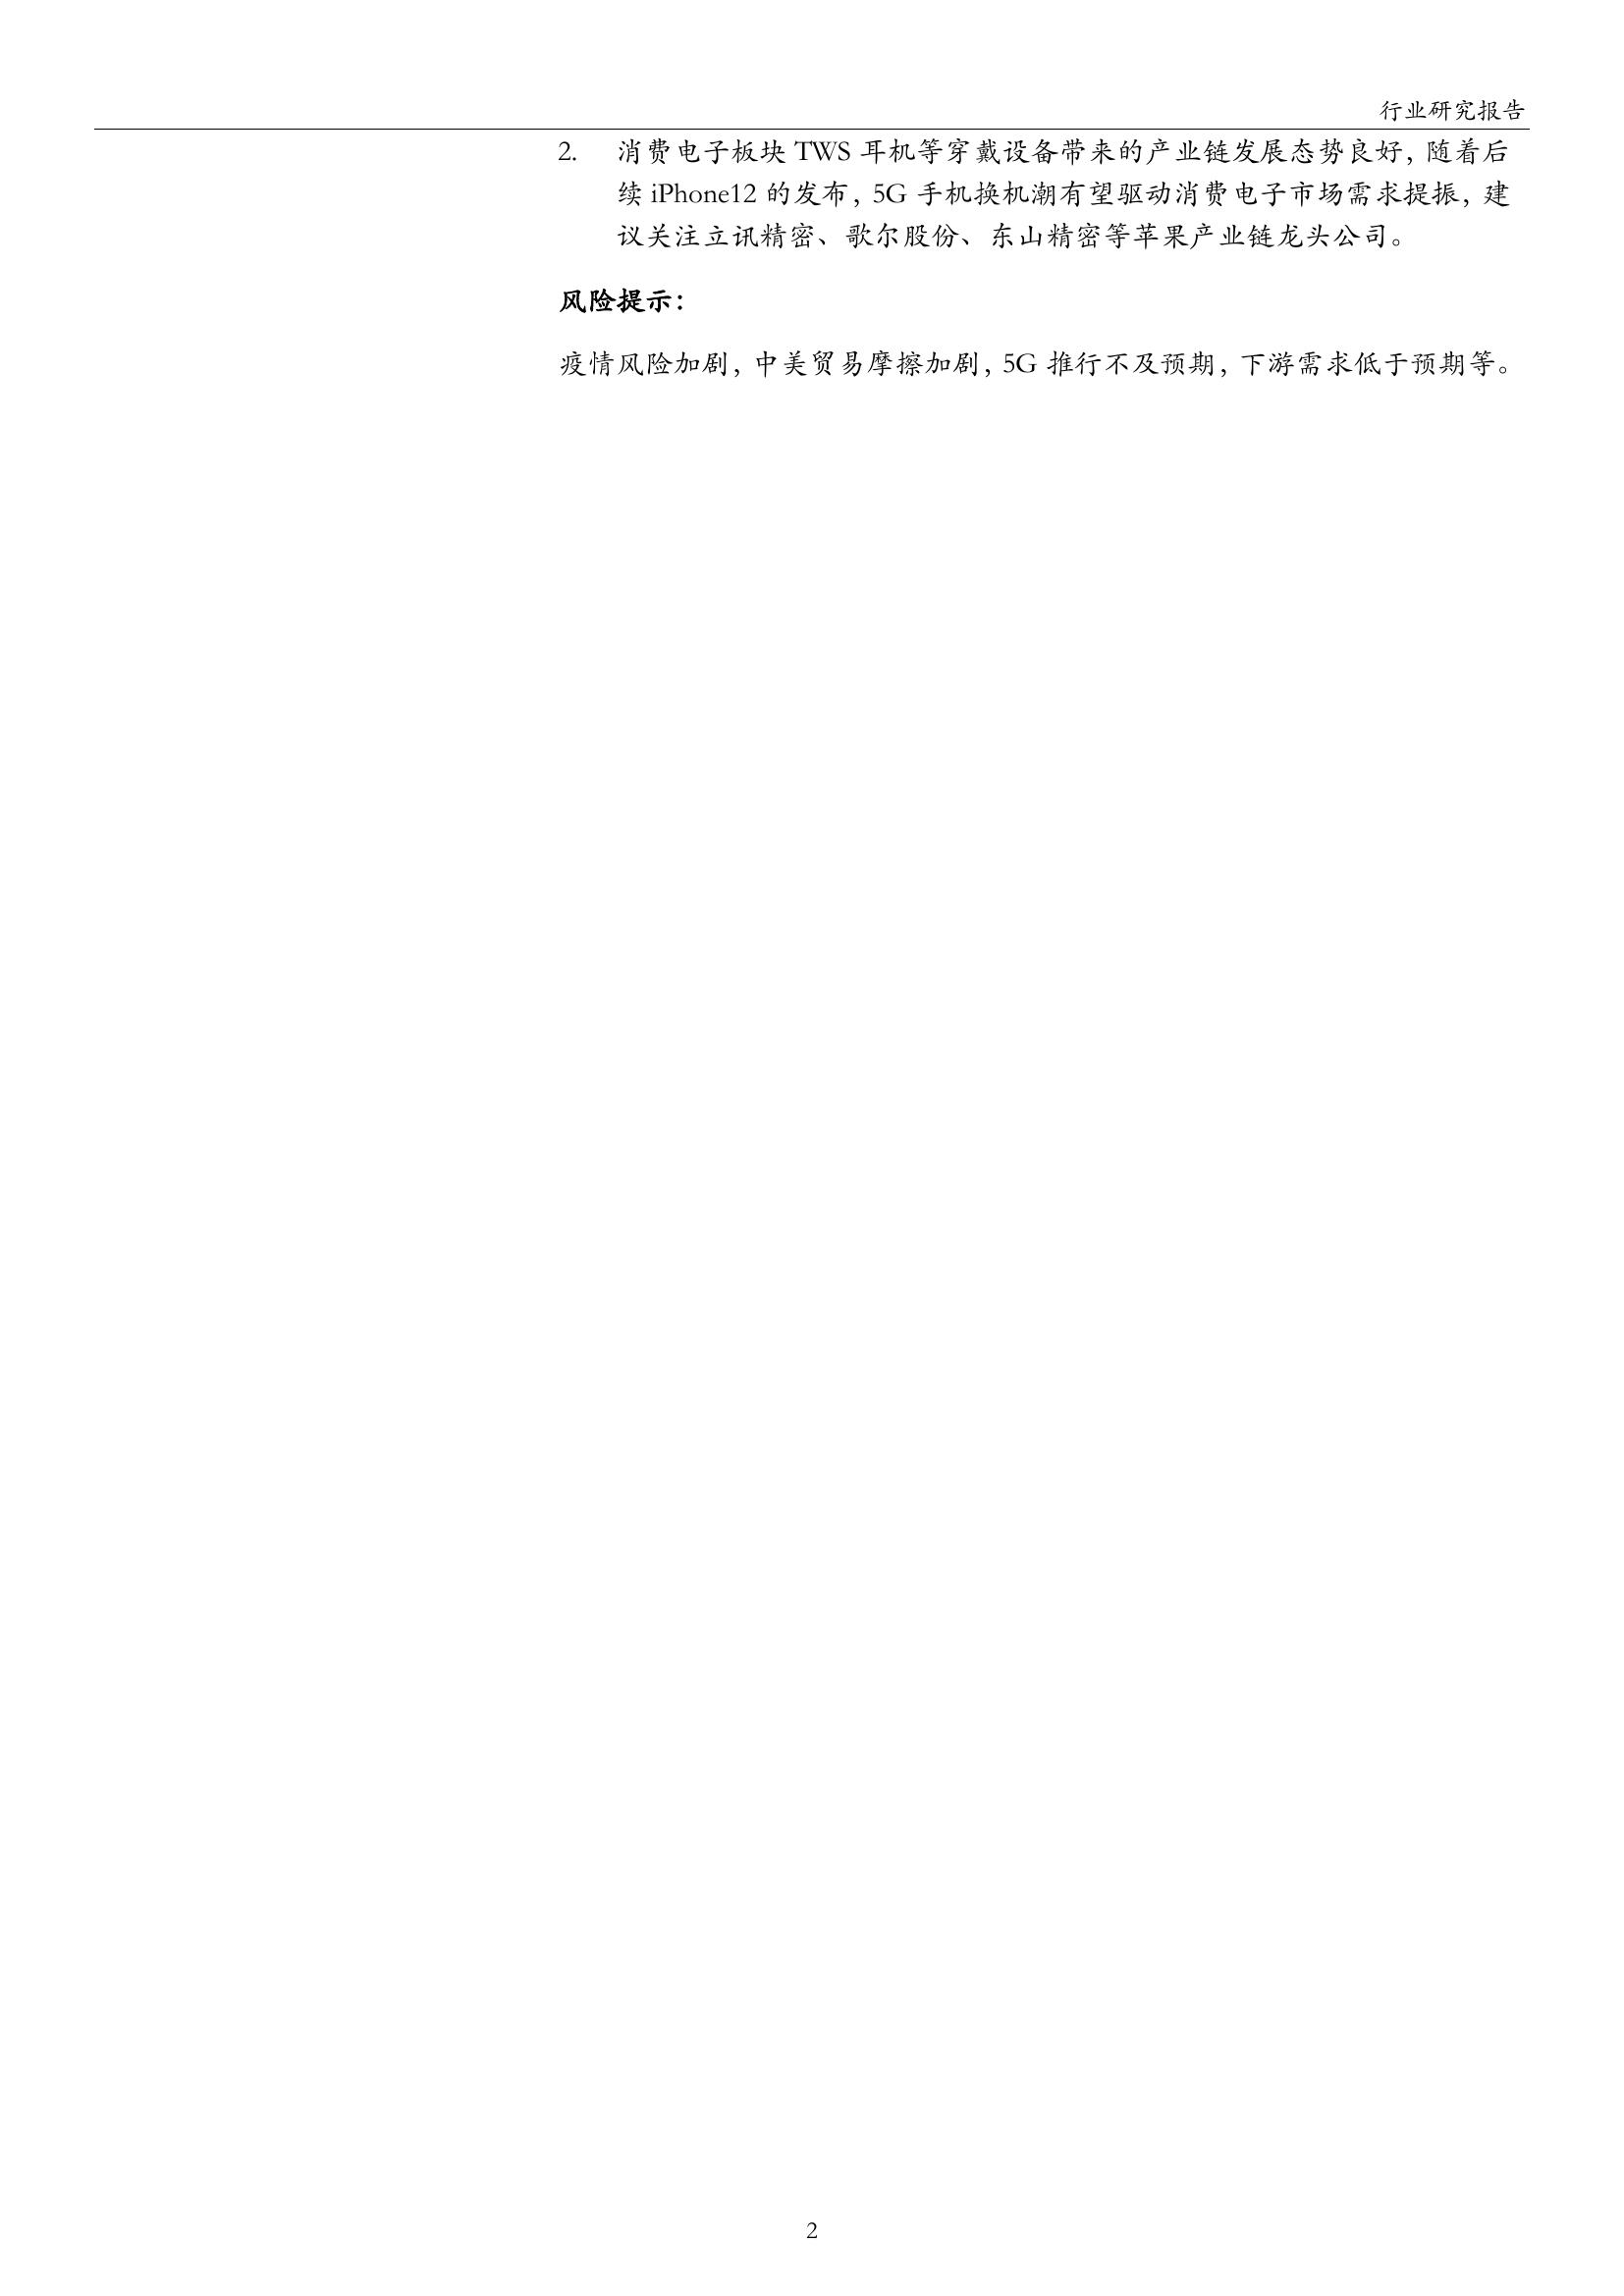 行业研究报告
2. 消费电子板块 TWS 耳机等穿戴设备带来的产业链发展态势良好，随着后
续 iPhone12 的发布，5G 手机换机潮有望驱动消费电子市场需求提振，建
议关注立讯精密、歌尔股份、东山精密等苹果产业链龙头公司。
风险提示：
疫情风险加剧，中美贸易摩擦加剧，5G 推行不及预期，下游需求低于预期等。
2